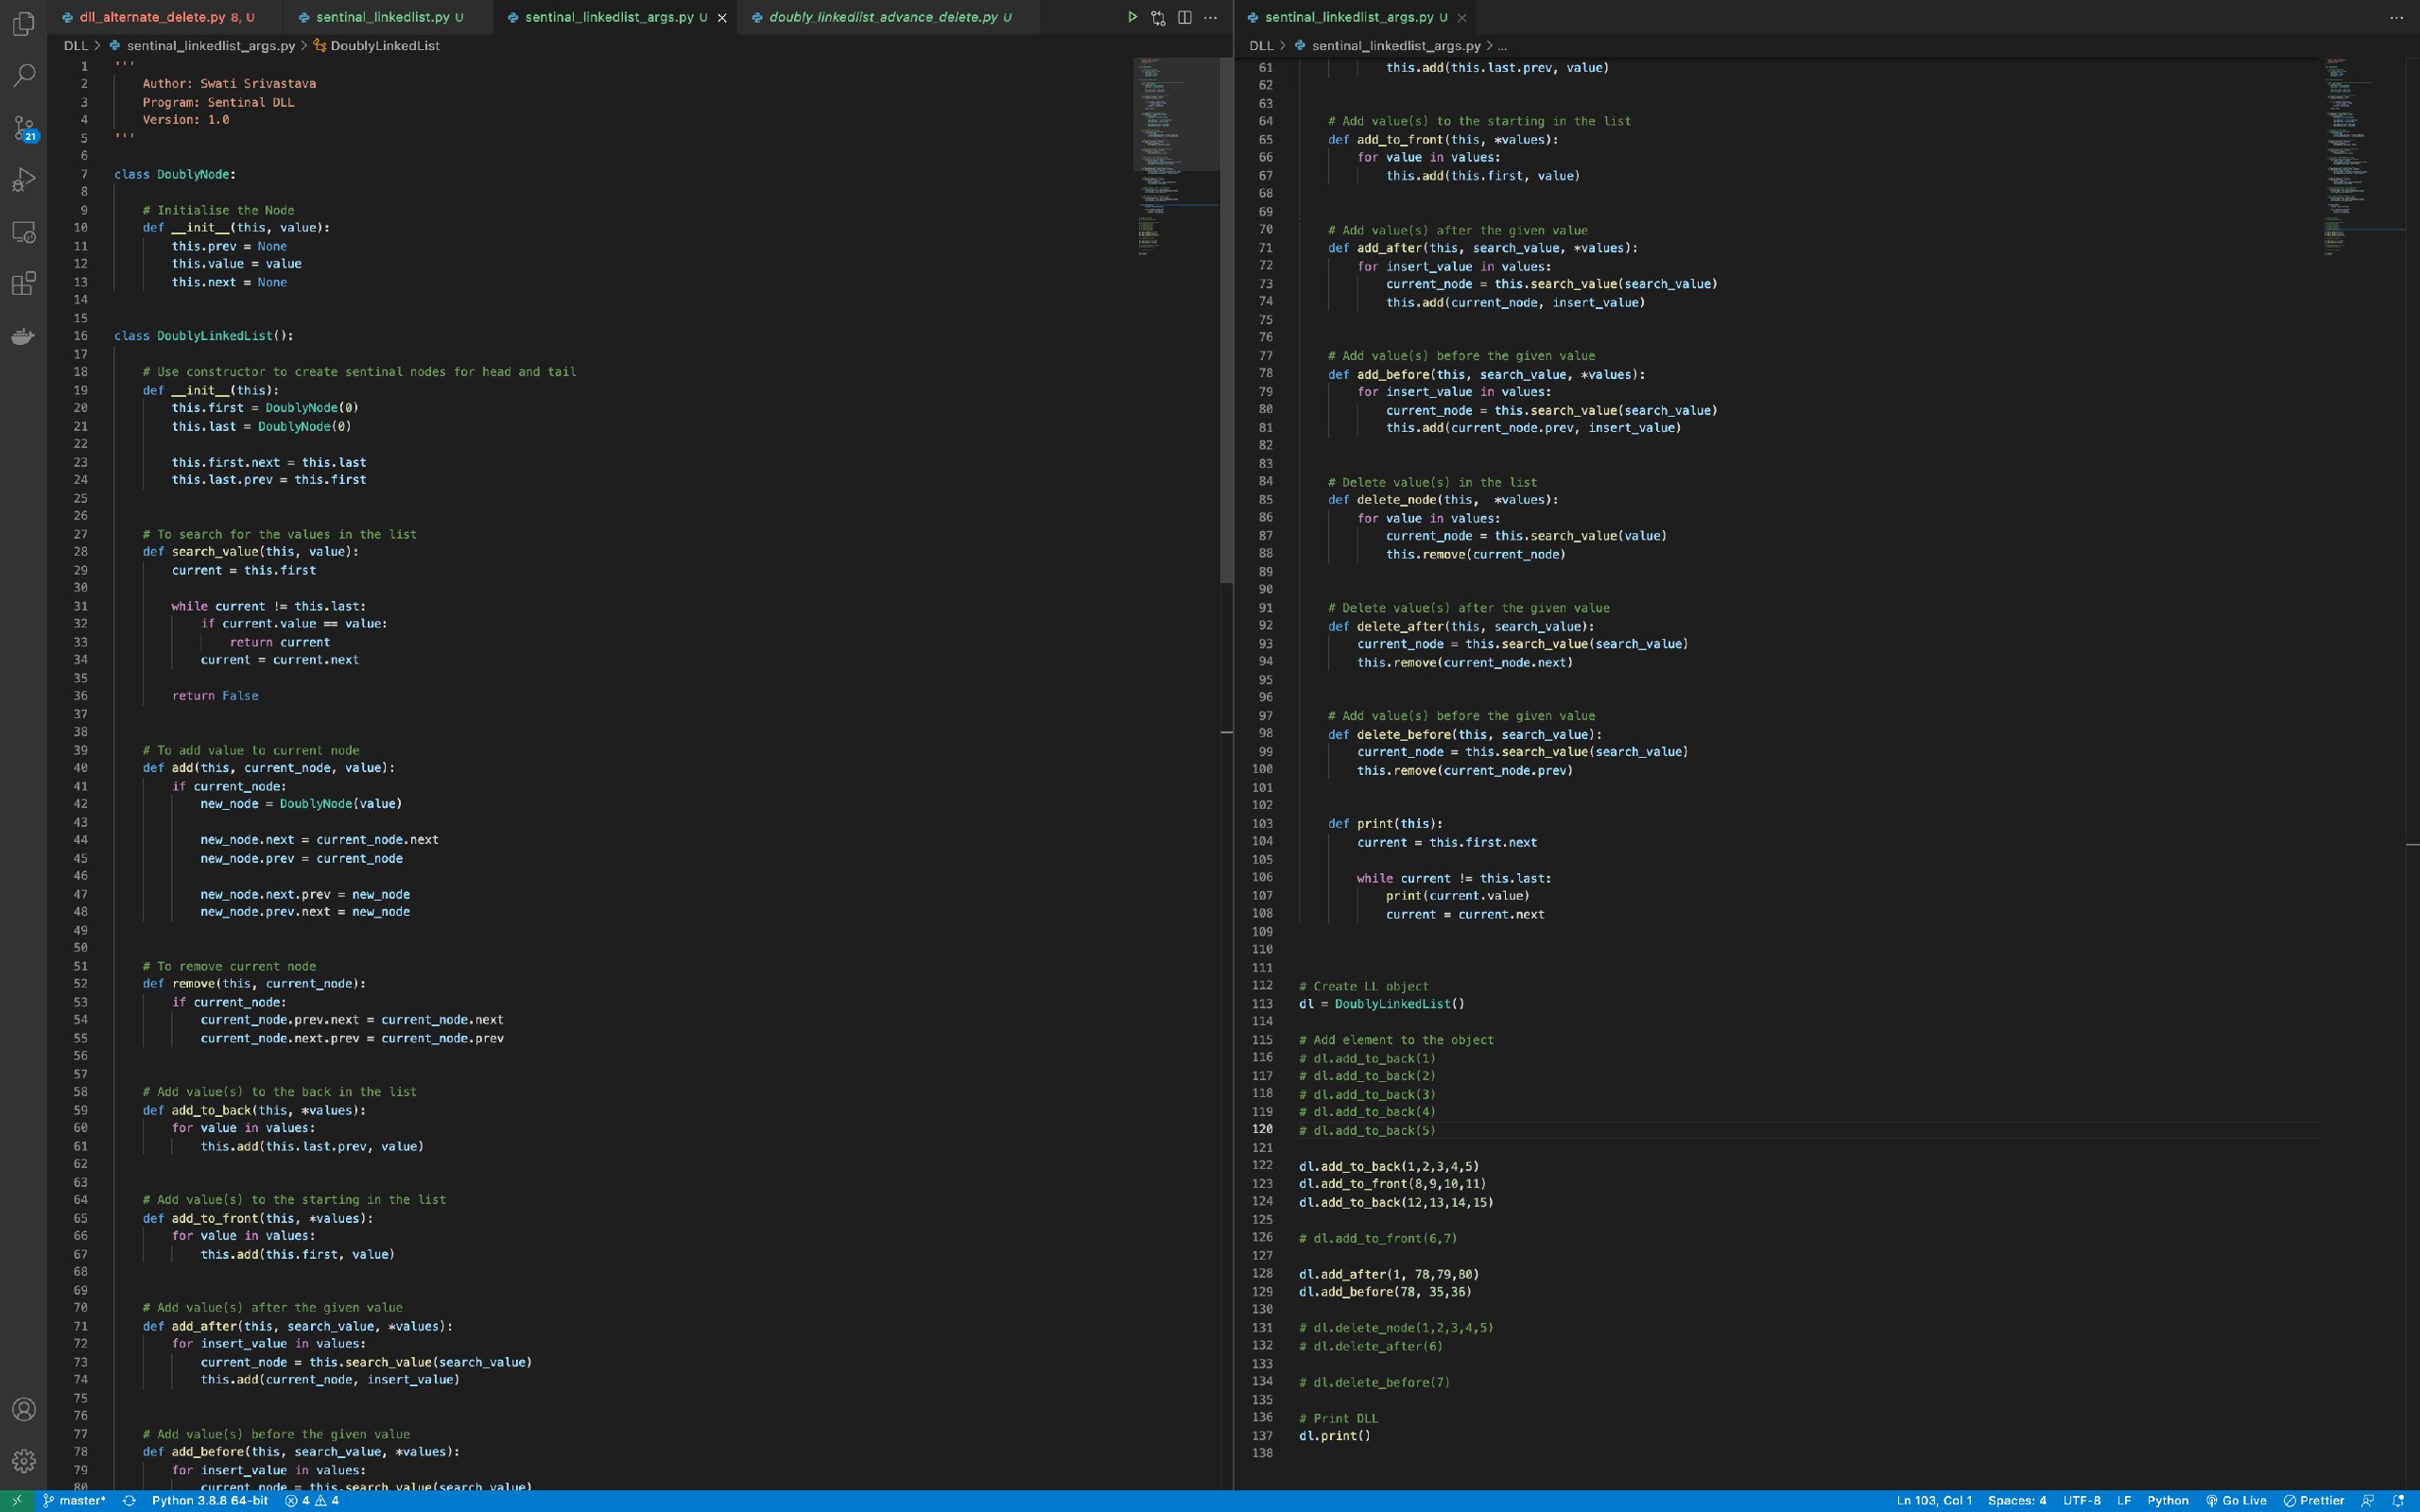 dll_alternate_delete.py 8, U
sentinal_linkedlist.py U
sentinal_linkedlist_args.py U
doubly_linkedlist_advance_delete.py U
DLL > sentinal_linkedlist_args.py > DoublyLinkedList
21
1 '''
2 Author: Swati Srivastava
3 Program: Sentinal DLL
4 Version: 1.0
5 '''
6
7 class DoublyNode:
8
9 # Initialise the Node
10 def __init__(this, value):
11 this.prev = None
12 this.value = value
13 this.next = None
14
15
16 class DoublyLinkedList():
17
18 # Use constructor to create sentinal nodes for head and tail
19 def __init__(this):
20 this.first = DoublyNode(0)
21 this.last = DoublyNode(0)
22
23 this.first.next = this.last
24 this.last.prev = this.first
25
26
27 # To search for the values in the list
28 def search_value(this, value):
29 current = this.first
30
31 while current != this.last:
32 if current.value == value:
33 return current
34 current = current.next
35
36 return False
37
38
39 # To add value to current node
40 def add(this, current_node, value):
41 if current_node:
42 new_node = DoublyNode(value)
43
44 new_node.next = current_node.next
45 new_node.prev = current_node
46
47 new_node.next.prev = new_node
48 new_node.prev.next = new_node
49
50
51 # To remove current node
52 def remove(this, current_node):
53 if current_node:
54 current_node.prev.next = current_node.next
55 current_node.next.prev = current_node.prev
56
57
58 # Add value(s) to the back in the list
59 def add_to_back(this, *values):
60 for value in values:
61 this.add(this.last.prev, value)
62
63
64 # Add value(s) to the starting in the list
65 def add_to_front(this, *values):
66 for value in values:
67 this.add(this.first, value)
68
69
70 # Add value(s) after the given value
71 def add_after(this, search_value, *values):
72 for insert_value in values:
73 current_node = this.search_value(search_value)
74 this.add(current_node, insert_value)
75
76
77 # Add value(s) before the given value
78 def add_before(this, search_value, *values):
79 for insert_value in values:
80 current_node = this.search_value(search_value)
sentinal_linkedlist_args.py U
DLL > sentinal_linkedlist_args.py > ...
61 this.add(this.last.prev, value)
62
63
64 # Add value(s) to the starting in the list
65 def add_to_front(this, *values):
66 for value in values:
67 this.add(this.first, value)
68
69
70 # Add value(s) after the given value
71 def add_after(this, search_value, *values):
72 for insert_value in values:
73 current_node = this.search_value(search_value)
74 this.add(current_node, insert_value)
75
76
77 # Add value(s) before the given value
78 def add_before(this, search_value, *values):
79 for insert_value in values:
80 current_node = this.search_value(search_value)
81 this.add(current_node.prev, insert_value)
82
83
84 # Delete value(s) in the list
85 def delete_node(this,  *values):
86 for value in values:
87 current_node = this.search_value(value)
88 this.remove(current_node)
89
90
91 # Delete value(s) after the given value
92 def delete_after(this, search_value):
93 current_node = this.search_value(search_value)
94 this.remove(current_node.next)
95
96
97 # Add value(s) before the given value
98 def delete_before(this, search_value):
99 current_node = this.search_value(search_value)
100 this.remove(current_node.prev)
101
102
103 def print(this):
104 current = this.first.next
105
106 while current != this.last:
107 print(current.value)
108 current = current.next
109
110
111
112 # Create LL object
113 dl = DoublyLinkedList()
114
115 # Add element to the object
116 # dl.add_to_back(1)
117 # dl.add_to_back(2)
118 # dl.add_to_back(3)
119 # dl.add_to_back(4)
120 # dl.add_to_back(5)
121
122 dl.add_to_back(1,2,3,4,5)
123 dl.add_to_front(8,9,10,11)
124 dl.add_to_back(12,13,14,15)
125
126 # dl.add_to_front(6,7)
127
128 dl.add_after(1, 78,79,80)
129 dl.add_before(78, 35,36)
130
131 # dl.delete_node(1,2,3,4,5)
132 # dl.delete_after(6)
133
134 # dl.delete_before(7)
135
136 # Print DLL
137 dl.print()
138
master* Python 3.8.8 64-bit 4 4
Ln 103, Col 1 Spaces: 4 UTF-8 LF Python Go Live Prettier